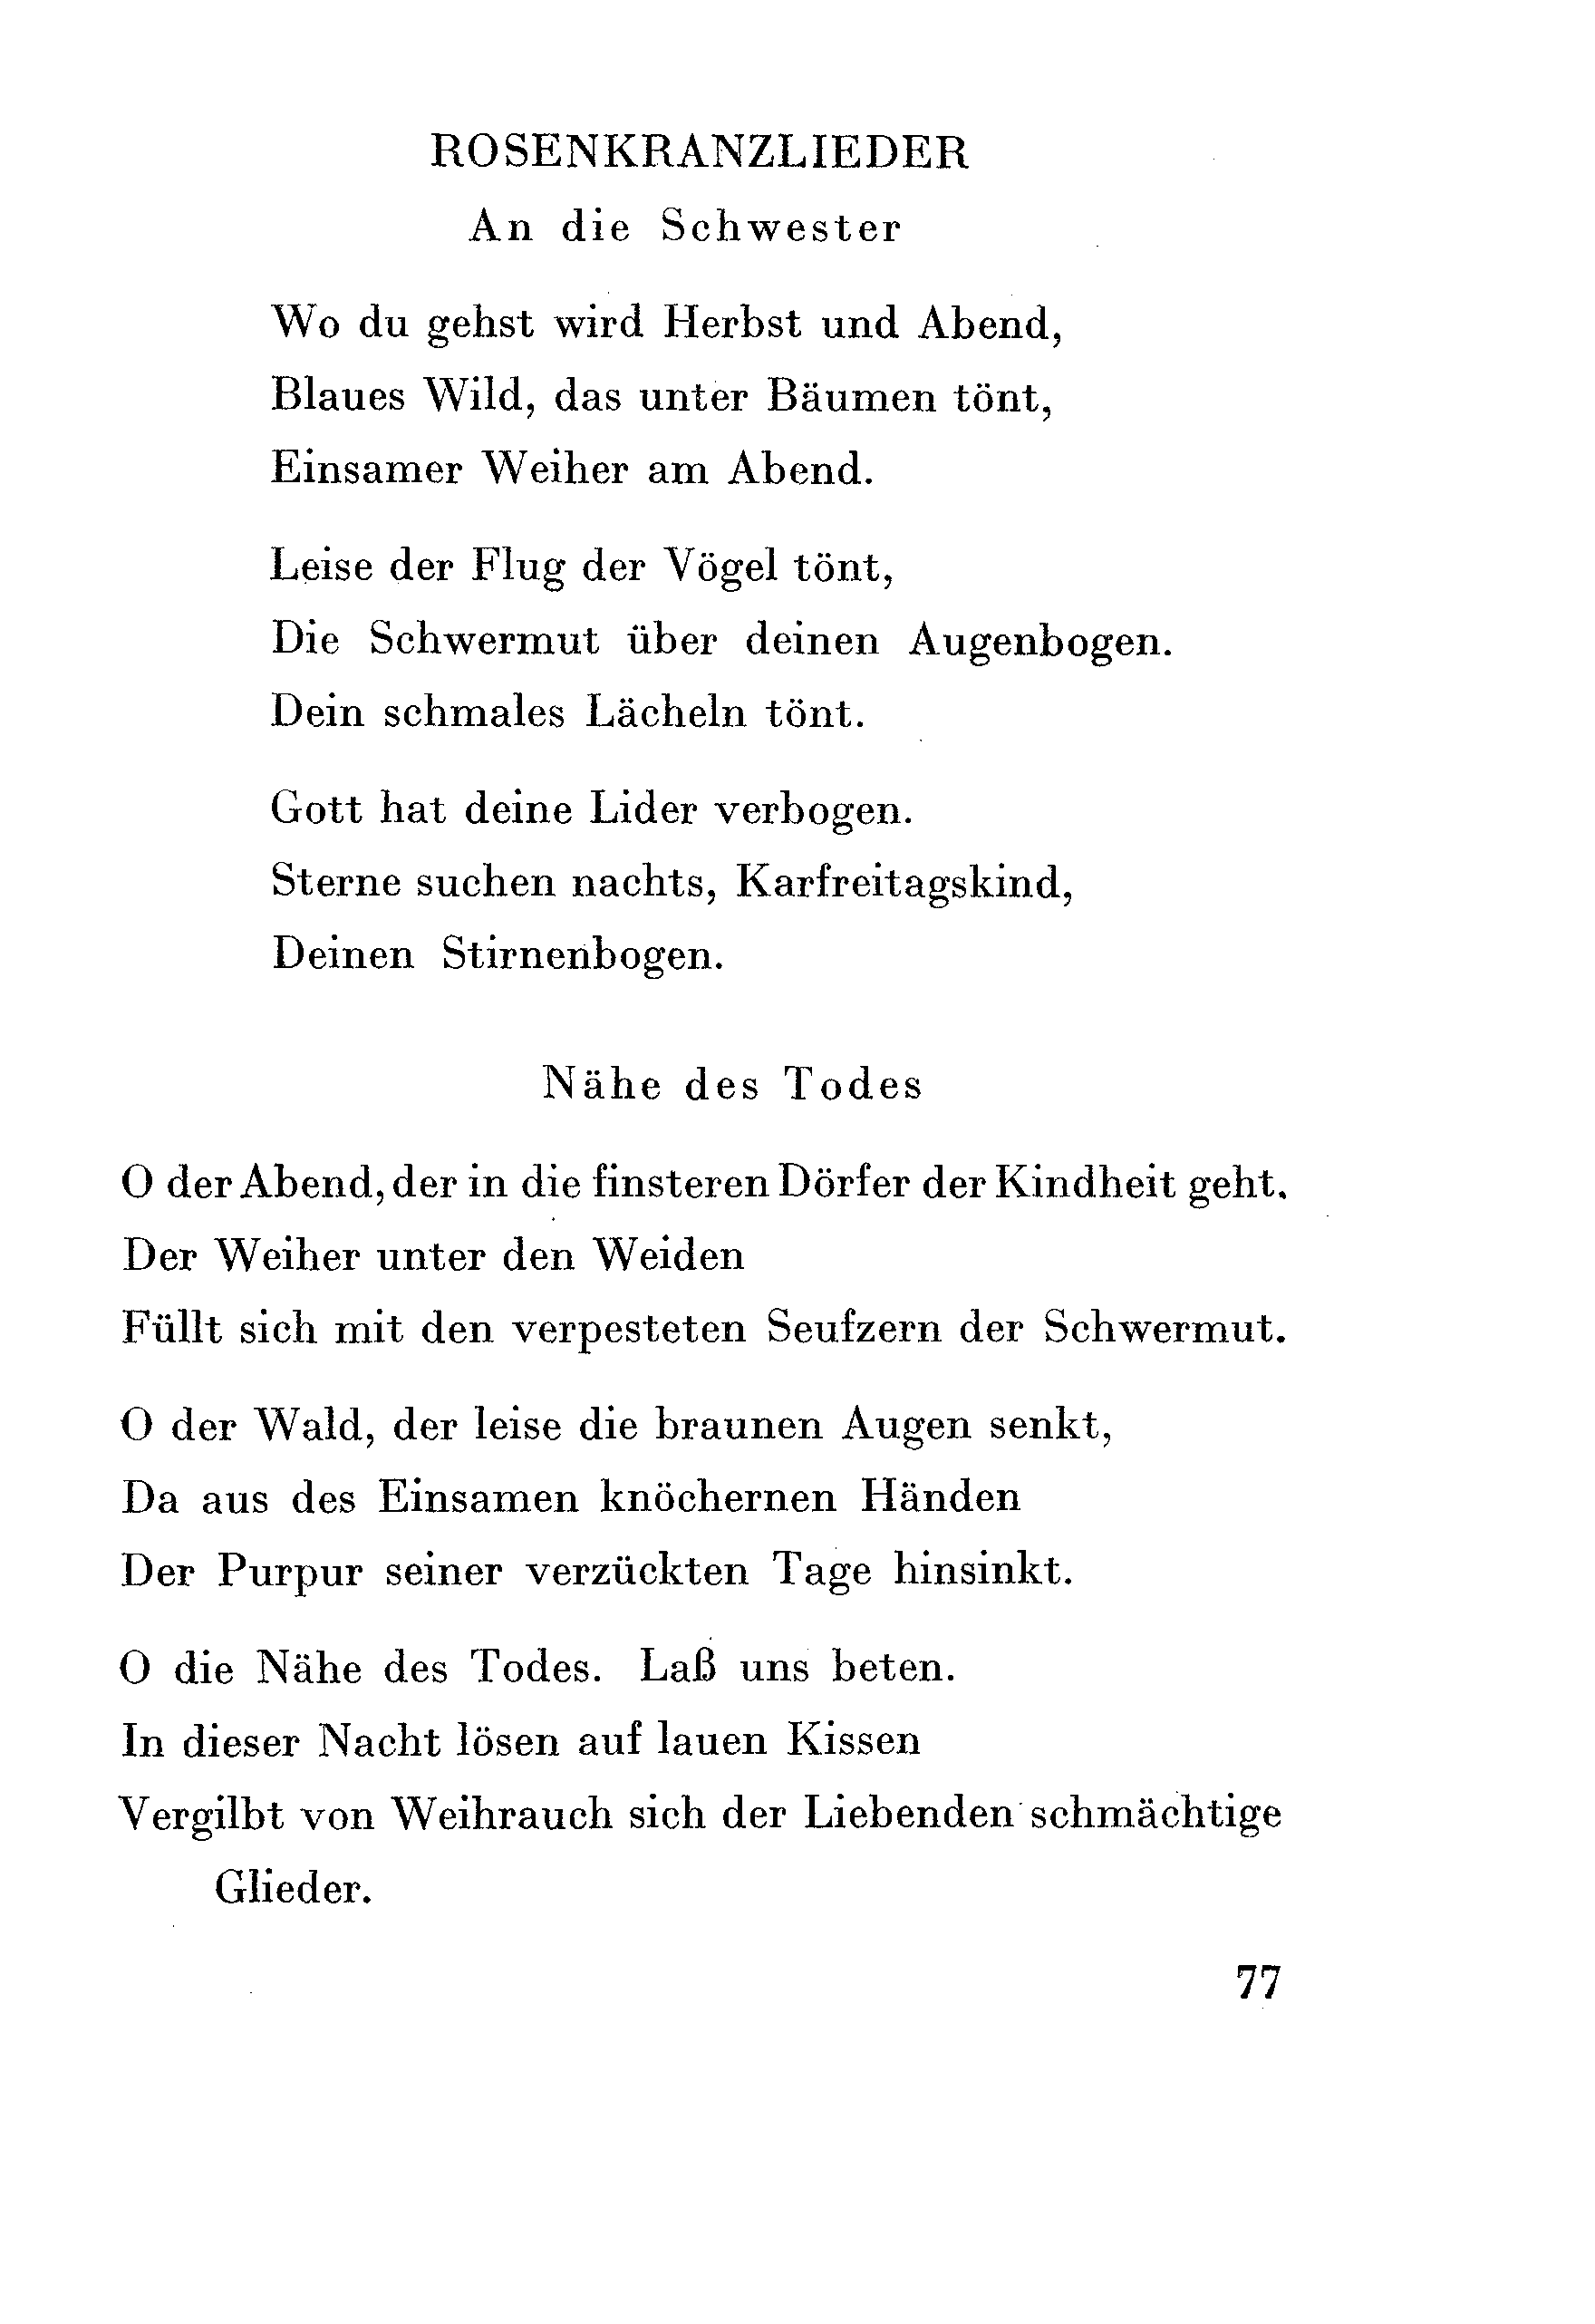 ROSENKRANZLIEDER
An die Schwester
Wo du gehst wird Herbst und Abend,
Blaues Wild, das unter Bäumen tönt,
Einsamer Weiher am Abend.
Leise der Flug der Vögel tönt,
Die Schwermut über deinen Augenbogen.
Dein schmales Lächeln tönt.
Gott hat deine Lider verbogen.
Sterne suchen nachts, Karfreitagskind,
Deinen Stirnenbogen.
Nähe des Todes
O der Abend, der in die finsteren Dörfer der Kindheit geht.
Der Weiher unter den Weiden
Füllt sich mit den verpesteten Seufzern der Schwermut.
O der Wald, der leise die braunen Augen senkt,
Da aus des Einsamen knöchernen Händen
Der Purpur seiner verzückten Tage hinsinkt.
O die Nähe des Todes. Laß uns beten.
In dieser Nacht lösen auf lauen Kissen
Vergilbt von Weihrauch sich der Liebenden schmächtige
Glieder.
77